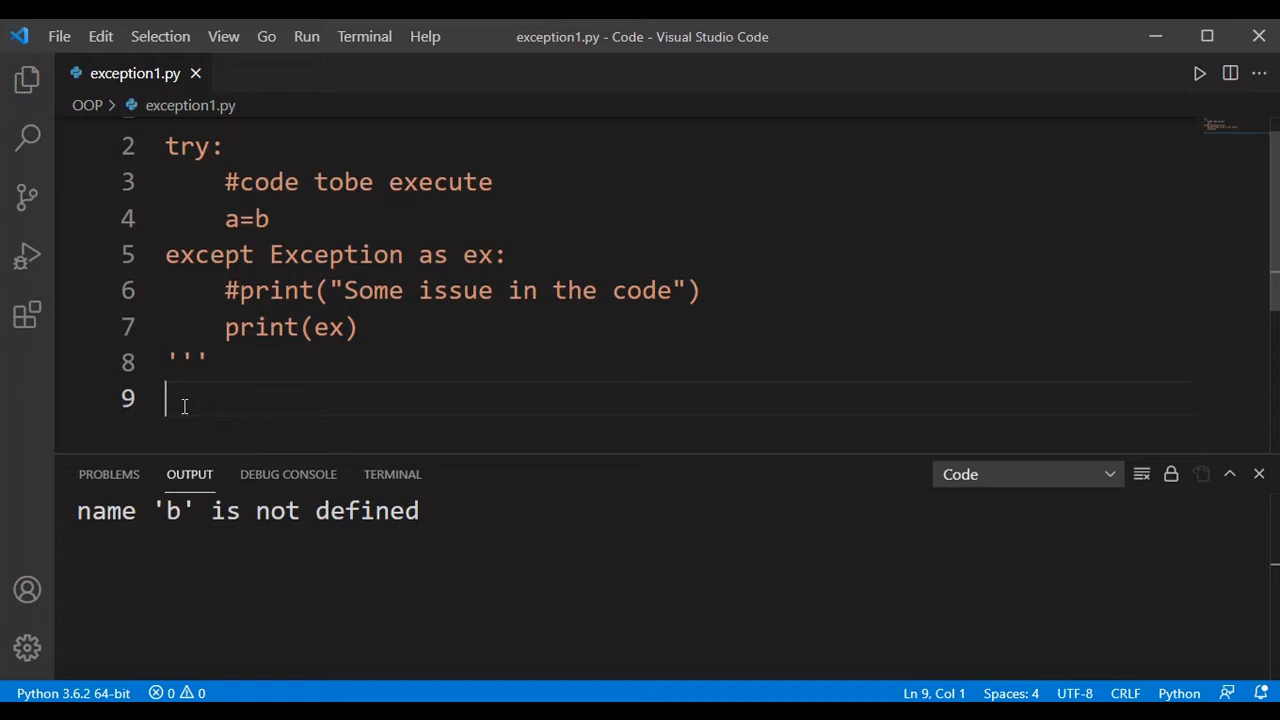 File Edit Selection View Go Run Terminal Help exception1.py - Code - Visual Studio Code
exception1.py
OOP > exception1.py
2 try:
3 #code tobe execute
4 a=b
5 except Exception as ex:
6 #print("Some issue in the code")
7 print(ex)
8 '''
9
PROBLEMS OUTPUT DEBUG CONSOLE TERMINAL Code
name 'b' is not defined
Python 3.6.2 64-bit 0 0 Ln 9, Col 1 Spaces: 4 UTF-8 CRLF Python